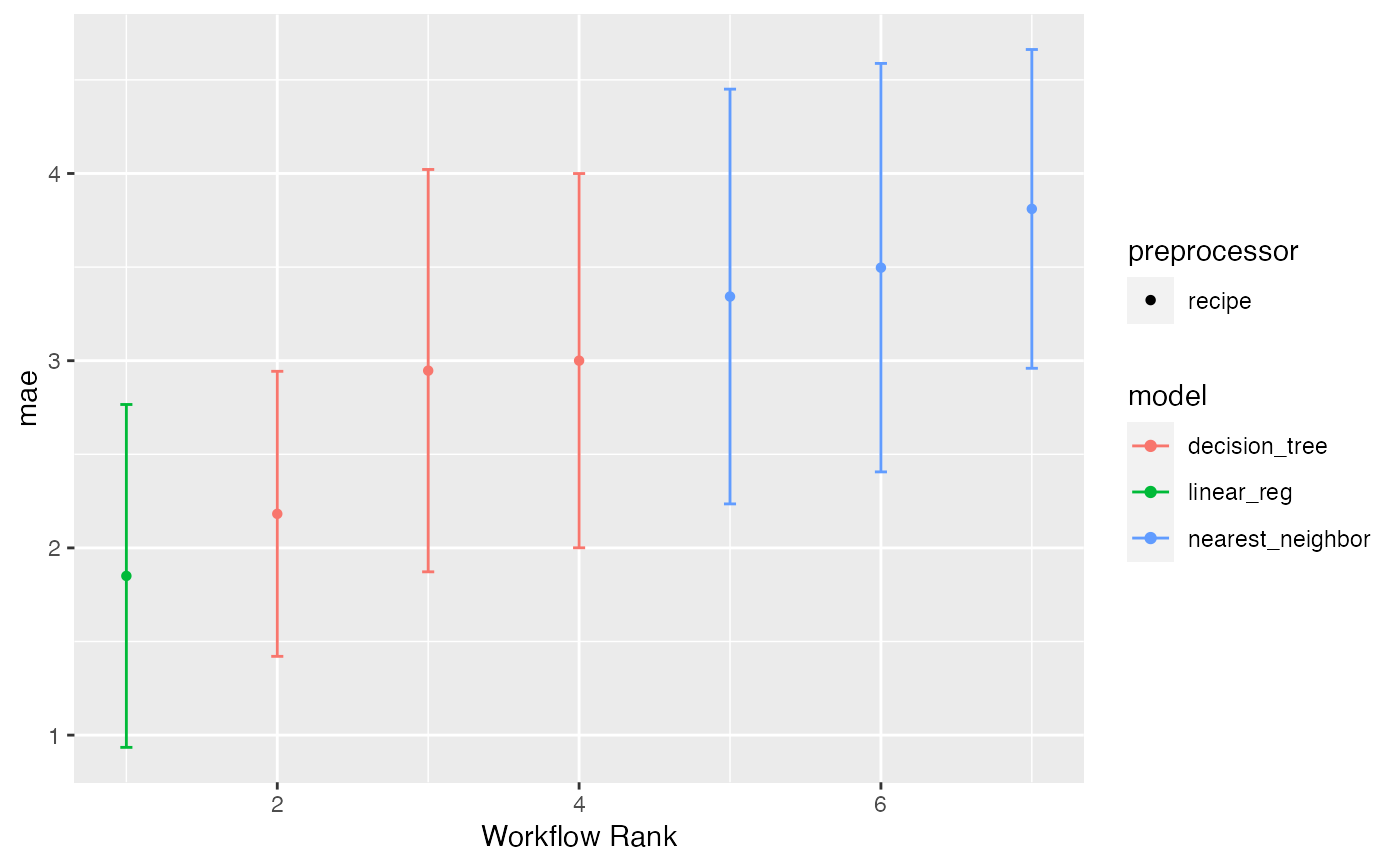 mae
4
3
2
1
2
4
6
Workflow Rank
preprocessor
recipe
model
decision_tree
linear_reg
nearest_neighbor